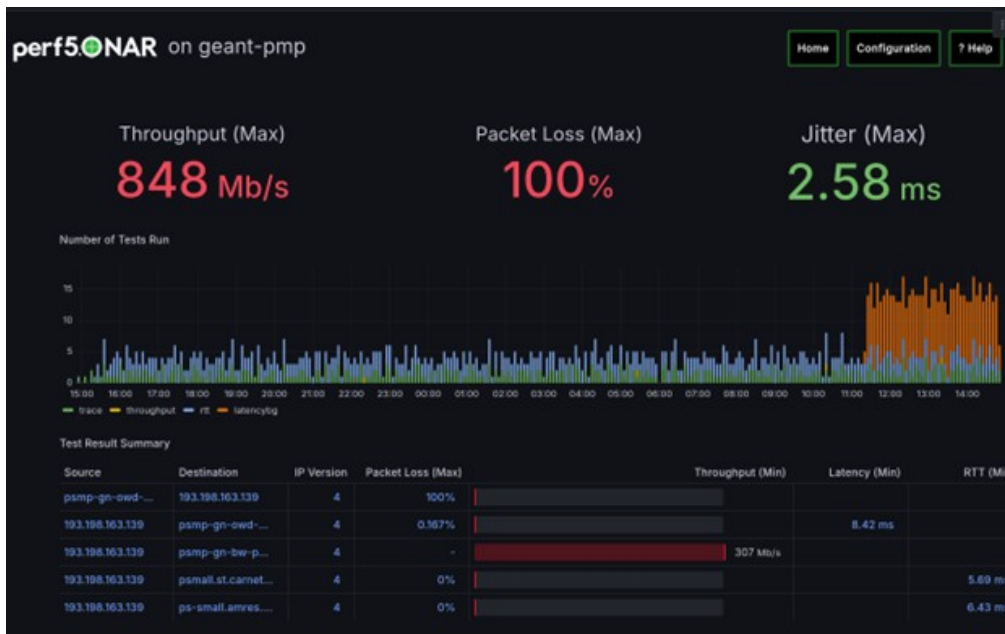 perfSONAR on geant-pmp
Home Configuration ? Help
Throughput (Max) Packet Loss (Max) Jitter (Max)
848 Mb/s 100% 2.58 ms
Number of Tests Run
15
10
5
0
15:00 16:00 17:00 18:00 19:00 20:00 21:00 22:00 23:00 00:00 01:00 02:00 03:00 04:00 05:00 06:00 07:00 08:00 09:00 10:00 11:00 12:00 13:00 14:00
trace throughput rtt latencybg
Test Result Summary
Source Destination IP Version Packet Loss (Max) Throughput (Min) Latency (Min) RTT (Mi
psmp-gn-owd-... 193.198.163.139 4 100%
193.198.163.139 psmp-gn-owd-... 4 0.167% 8.42 ms
193.198.163.139 psmp-gn-bw-p... 4 - 307 Mb/s
193.198.163.139 psmall.st.carnet... 4 0% 5.69 m
193.198.163.139 ps-small.amres.... 4 0% 6.43 m